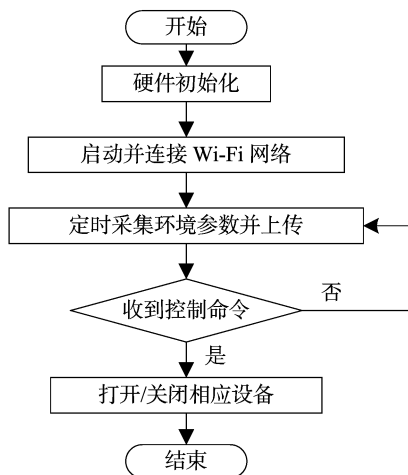 开始
硬件初始化
启动并连接 Wi-Fi 网络
定时采集环境参数并上传
收到控制命令
否
是
打开/关闭相应设备
结束